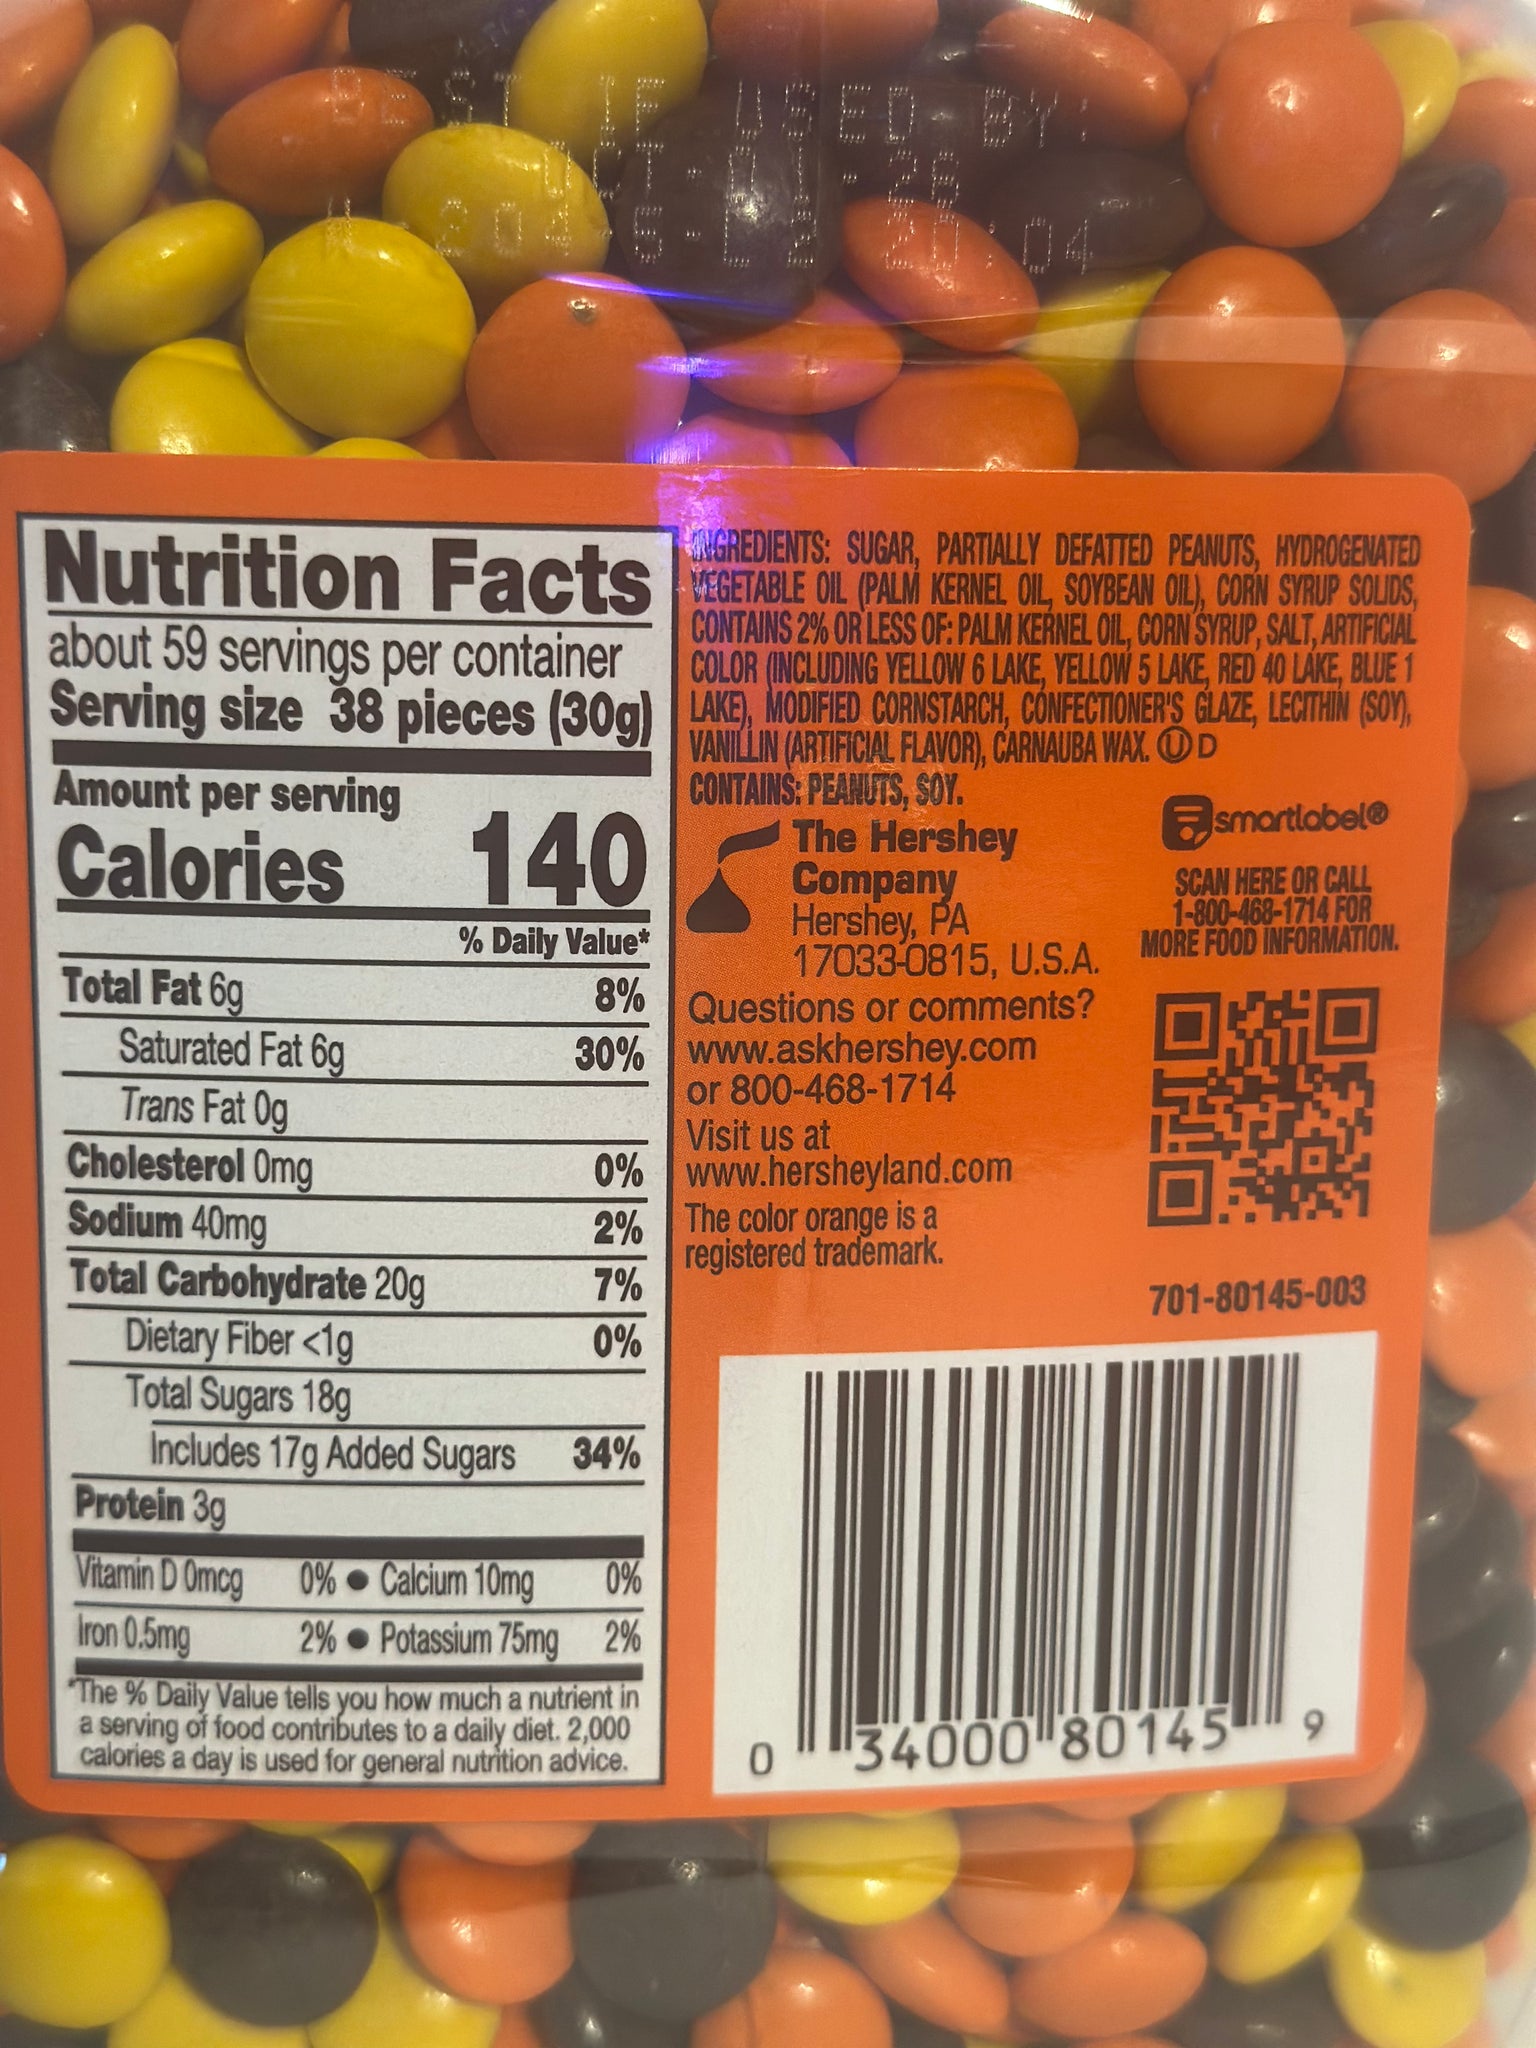 BEST IF USED BY:
Nutrition Facts
about 59 servings per container
Serving size 38 pieces (30g)
Amount per serving
Calories 140
% Daily Value*
Total Fat 6g 8%
Saturated Fat 6g 30%
Trans Fat 0g
Cholesterol 0mg 0%
Sodium 40mg 2%
Total Carbohydrate 20g 7%
Dietary Fiber <1g 0%
Total Sugars 18g
Includes 17g Added Sugars 34%
Protein 3g
Vitamin D 0mcg 0% • Calcium 10mg 0%
Iron 0.5mg 2% • Potassium 75mg 2%
*The % Daily Value tells you how much a nutrient in
a serving of food contributes to a daily diet. 2,000
calories a day is used for general nutrition advice.
INGREDIENTS: SUGAR, PARTIALLY DEFATTED PEANUTS, HYDROGENATED
VEGETABLE OIL (PALM KERNEL OIL, SOYBEAN OIL), CORN SYRUP SOLIDS,
CONTAINS 2% OR LESS OF: PALM KERNEL OIL, CORN SYRUP, SALT, ARTIFICIAL
COLOR (INCLUDING YELLOW 6 LAKE, YELLOW 5 LAKE, RED 40 LAKE, BLUE 1
LAKE), MODIFIED CORNSTARCH, CONFECTIONER'S GLAZE, LECITHIN (SOY),
VANILLIN (ARTIFICIAL FLAVOR), CARNAUBA WAX. Ⓤ D
CONTAINS: PEANUTS, SOY.
The Hershey
Company
Hershey, PA
17033-0815, U.S.A.
Questions or comments?
www.askhershey.com
or 800-468-1714
Visit us at
www.hersheyland.com
The color orange is a
registered trademark.
smartlabel®
SCAN HERE OR CALL
1-800-468-1714 FOR
MORE FOOD INFORMATION.
701-80145-003
0 34000 80145 9